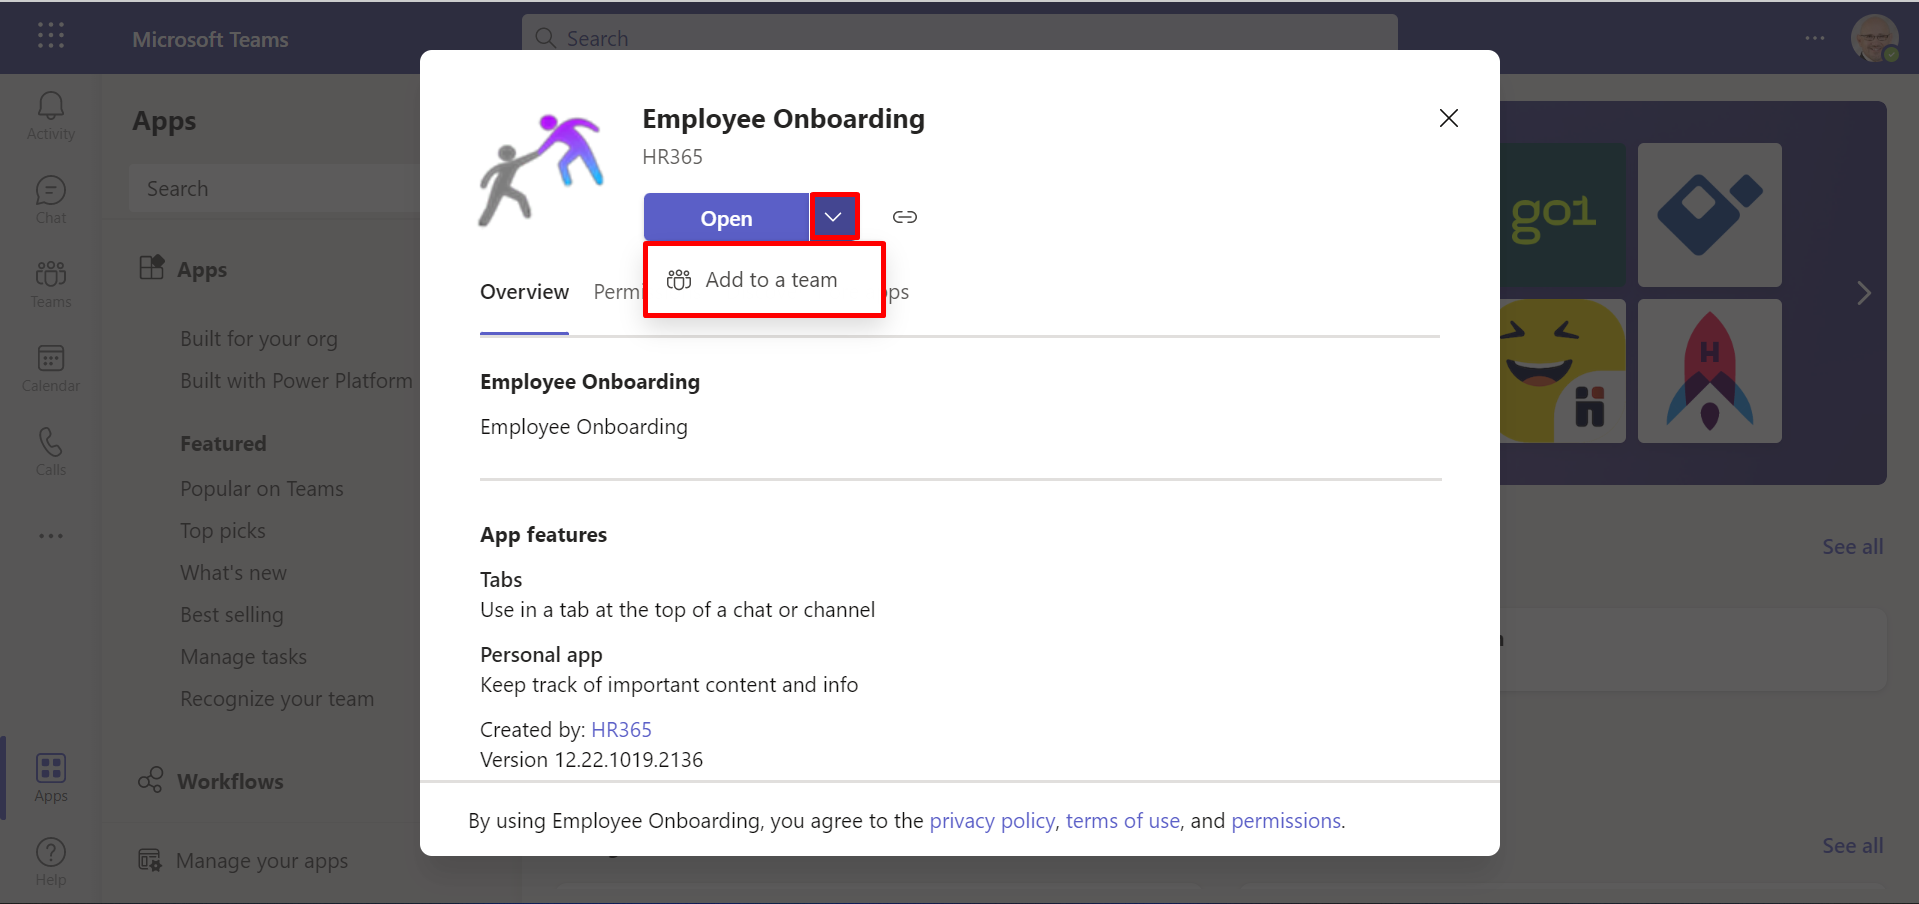 Microsoft Teams
Search
Activity
Chat
Teams
Calendar
Calls
Apps
Help
Apps
Search
Apps
Built for your org
Built with Power Platform
Featured
Popular on Teams
Top picks
What's new
Best selling
Manage tasks
Recognize your team
Workflows
Manage your apps
Employee Onboarding
HR365
Open
Add to a team
Overview
Employee Onboarding
Employee Onboarding
App features
Tabs
Use in a tab at the top of a chat or channel
Personal app
Keep track of important content and info
Created by: HR365
Version 12.22.1019.2136
By using Employee Onboarding, you agree to the privacy policy, terms of use, and permissions.
go1
H
See all
See all